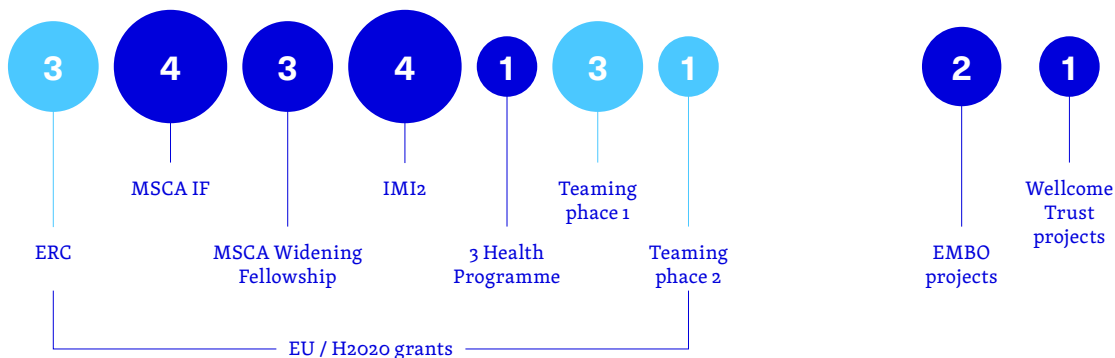 3
4
3
4
1
3
1
2
1
MSCA IF
IMI2
Teaming
phace 1
Wellcome
Trust
projects
ERC
MSCA Widening
Fellowship
3 Health
Programme
Teaming
phace 2
EMBO
projects
EU / H2020 grants